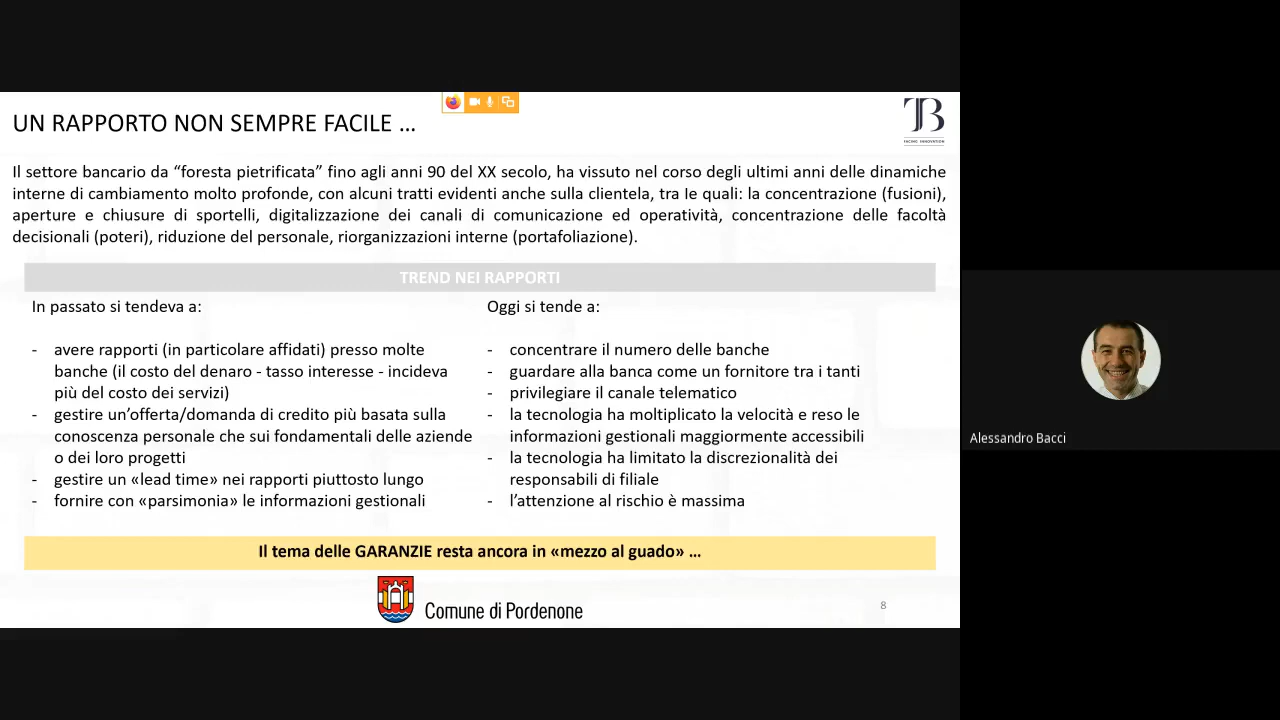 UN RAPPORTO NON SEMPRE FACILE ...
TB
FACING INNOVATION
Il settore bancario da “foresta pietrificata” fino agli anni 90 del XX secolo, ha vissuto nel corso degli ultimi anni delle dinamiche
interne di cambiamento molto profonde, con alcuni tratti evidenti anche sulla clientela, tra le quali: la concentrazione (fusioni),
aperture e chiusure di sportelli, digitalizzazione dei canali di comunicazione ed operatività, concentrazione delle facoltà
decisionali (poteri), riduzione del personale, riorganizzazioni interne (portafoliazione).
TREND NEI RAPPORTI
In passato si tendeva a:
- avere rapporti (in particolare affidati) presso molte
banche (il costo del denaro - tasso interesse - incideva
più del costo dei servizi)
- gestire un’offerta/domanda di credito più basata sulla
conoscenza personale che sui fondamentali delle aziende
o dei loro progetti
- gestire un «lead time» nei rapporti piuttosto lungo
- fornire con «parsimonia» le informazioni gestionali
Oggi si tende a:
- concentrare il numero delle banche
- guardare alla banca come un fornitore tra i tanti
- privilegiare il canale telematico
- la tecnologia ha moltiplicato la velocità e reso le
informazioni gestionali maggiormente accessibili
- la tecnologia ha limitato la discrezionalità dei
responsabili di filiale
- l’attenzione al rischio è massima
Il tema delle GARANZIE resta ancora in «mezzo al guado» ...
Comune di Pordenone
8
Alessandro Bacci